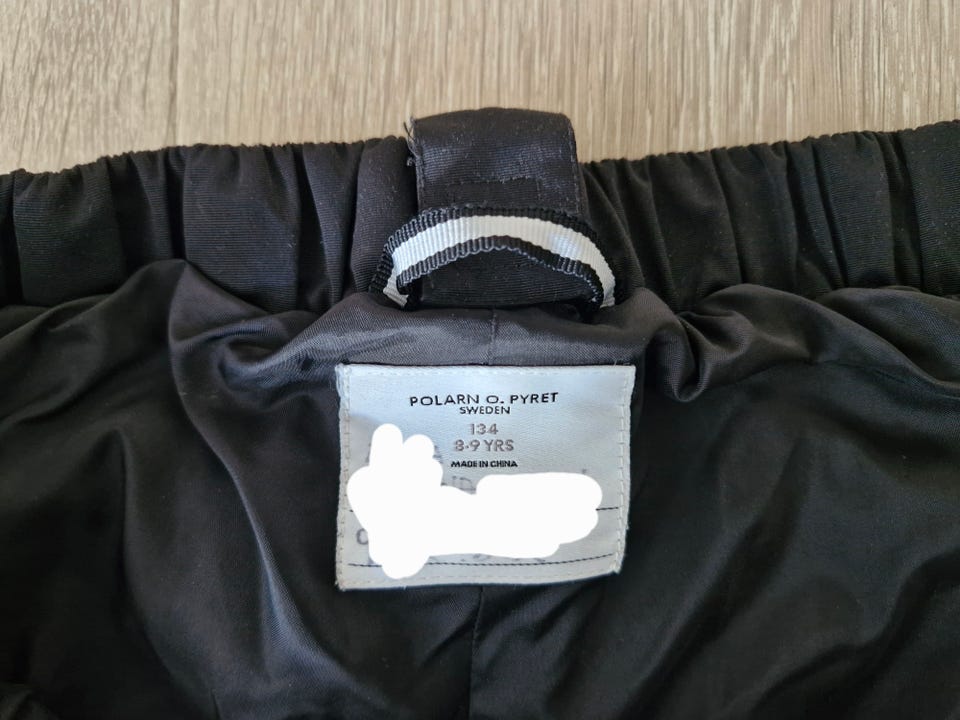 POLARN O. PYRET
SWEDEN
134
8-9 YRS
MADE IN CHINA